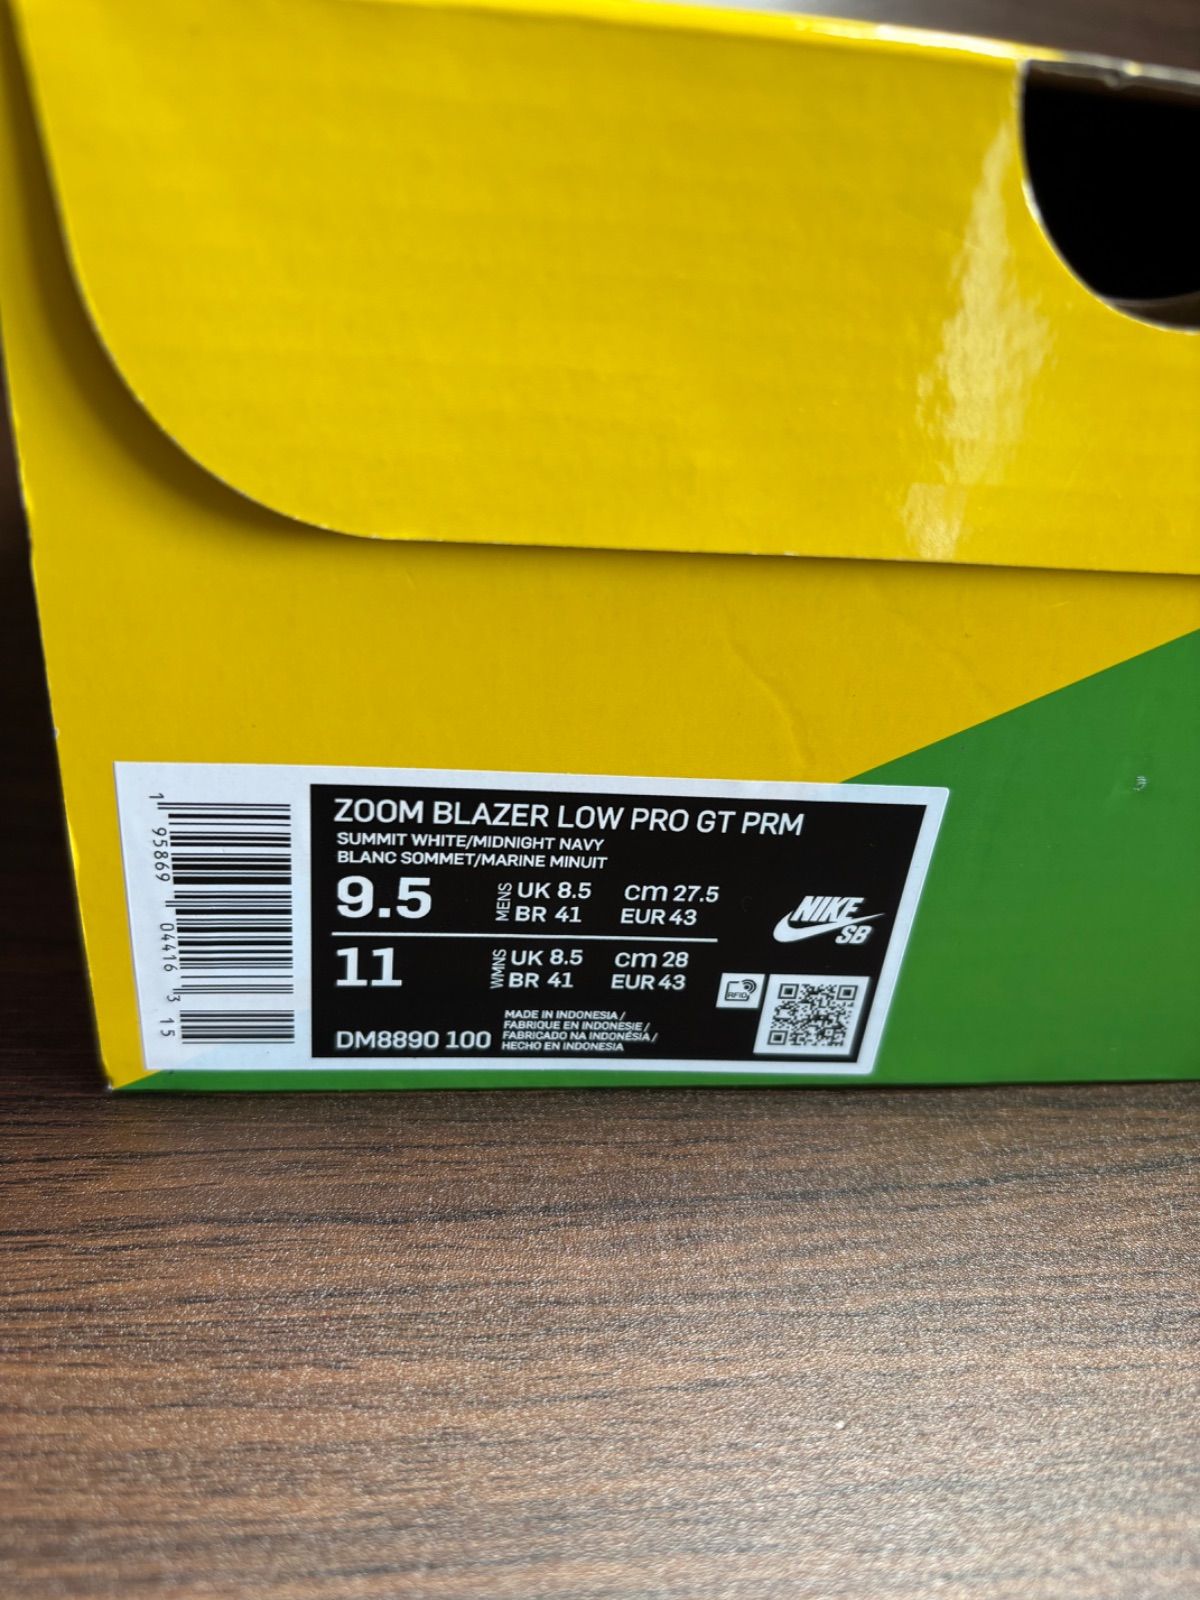 ZOOM BLAZER LOW PRO GT PRM
SUMMIT WHITE/MIDNIGHT NAVY
BLANC SOMMET/MARINE MINUIT
9.5 MENS UK 8.5 cm 27.5
BR 41 EUR 43
11 WMNS UK 8.5 cm 28
BR 41 EUR 43
NIKE
SB
RFID
DM8890 100
MADE IN INDONESIA /
FABRIQUE EN INDONESIE /
FABRICADO NA INDONÉSIA /
HECHO EN INDONESIA
1 95869 04416 3 15